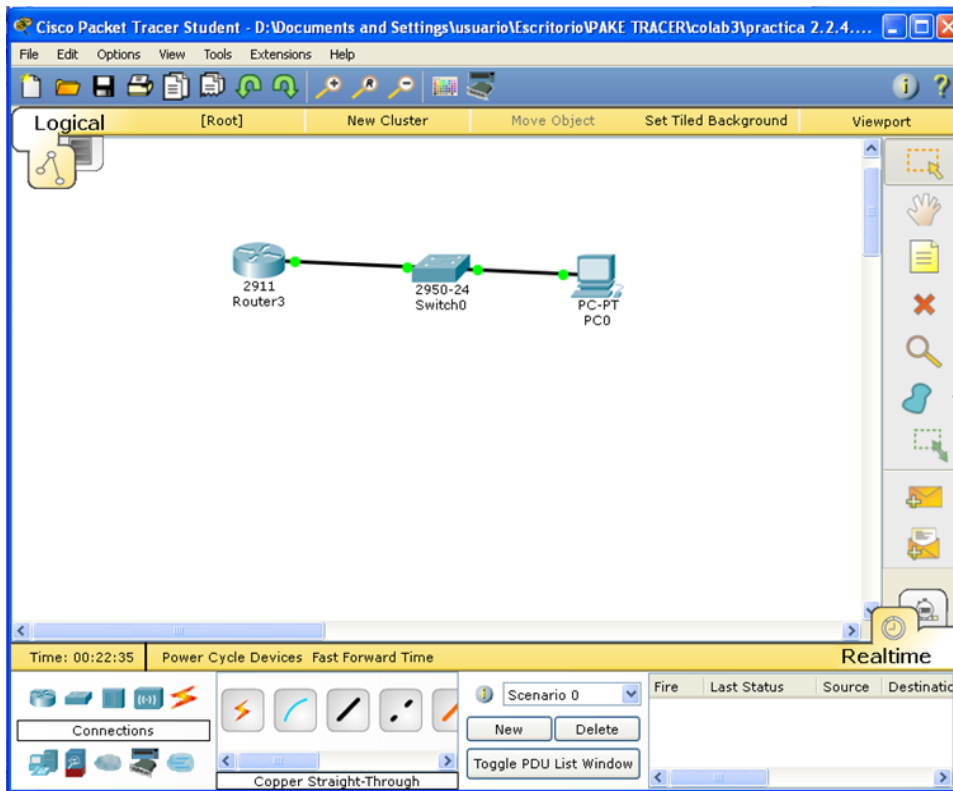 Cisco Packet Tracer Student - D:\Documents and Settings\usuario\Escritorio\PAKE TRACER\colab3\practica 2.2.4....
File Edit Options View Tools Extensions Help
Logical [Root] New Cluster Move Object Set Tiled Background Viewport
2911
Router3
2950-24
Switch0
PC-PT
PC0
Time: 00:22:35 Power Cycle Devices Fast Forward Time Realtime
Scenario 0
Fire Last Status Source Destinatio
Connections
New Delete
Toggle PDU List Window
Copper Straight-Through